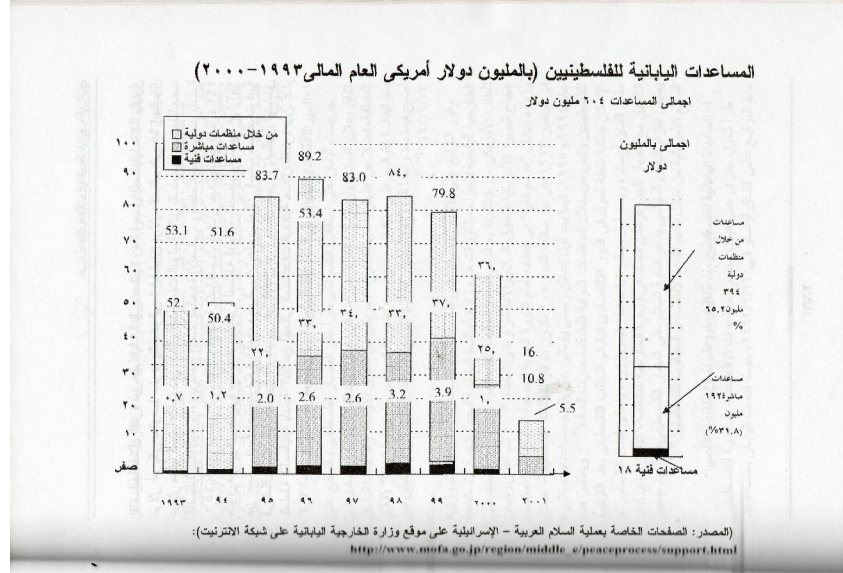 المساعدات اليابانية للفلسطينيين (بالمليون دولار أمريكى العام المالى ١٩٩٣-٢٠٠٠)
اجمالى المساعدات ٦٠٤ مليون دولار
من خلال منظمات دولية
مساعدات مباشرة
مساعدات فنية
١٠٠
٩٠
٨٠
٧٠
٦٠
٥٠
٤٠
٣٠
٢٠
١٠
صفر
53.1
51.6
83.7
89.2
83.0
٨٤,
79.8
٣٦,
16.
52.
50.4
٢٢,
53.4
٣٣,
٣٤,
٣٣,
٣٧,
٢٥,
10.8
٠.٧
١.٢
2.0
2.6
2.6
3.2
3.9
١,
5.5
١٩٩٣
٩٤
٩٥
٩٦
٩٧
٩٨
٩٩
٢٠٠٠
٢٠٠١
اجمالى بالمليون
دولار
مساعدات
من خلال
منظمات
دولية
٣٩٤
مليون٦٥,٢
%
مساعدات
مباشرة١٩٢
مليون
(٣١,٨%)
مساعدات فنية ١٨
(المصدر: الصفحات الخاصة بعملية السلام العربية – الإسرائيلية على موقع وزارة الخارجية اليابانية على شبكة الانترنيت):
http://www.mofa.go.jp/region/middle_e/peaceprocess/support.html